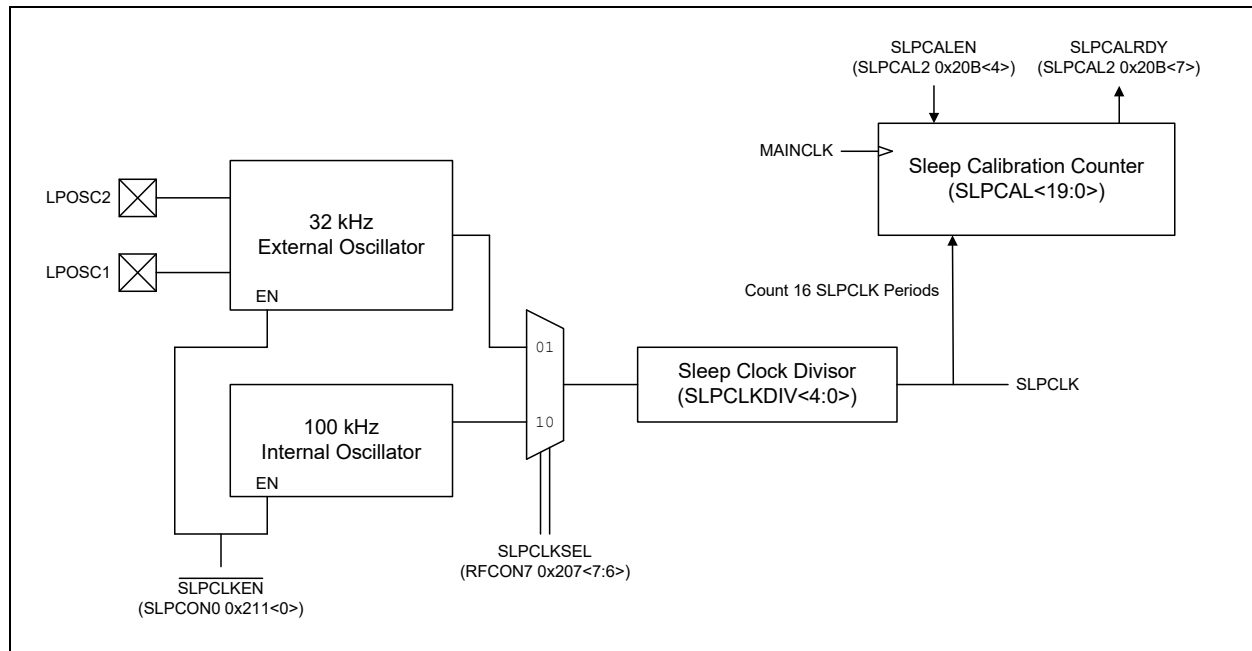 SLPCALEN
(SLPCAL2 0x20B<4>)
SLPCALRDY
(SLPCAL2 0x20B<7>)
MAINCLK
Sleep Calibration Counter
(SLPCAL<19:0>)
LPOSC2
LPOSC1
32 kHz
External Oscillator
EN
Count 16 SLPCLK Periods
01
10
Sleep Clock Divisor
(SLPCLKDIV<4:0>)
SLPCLK
100 kHz
Internal Oscillator
EN
SLPCLKEN
(SLPCON0 0x211<0>)
SLPCLKSEL
(RFCON7 0x207<7:6>)